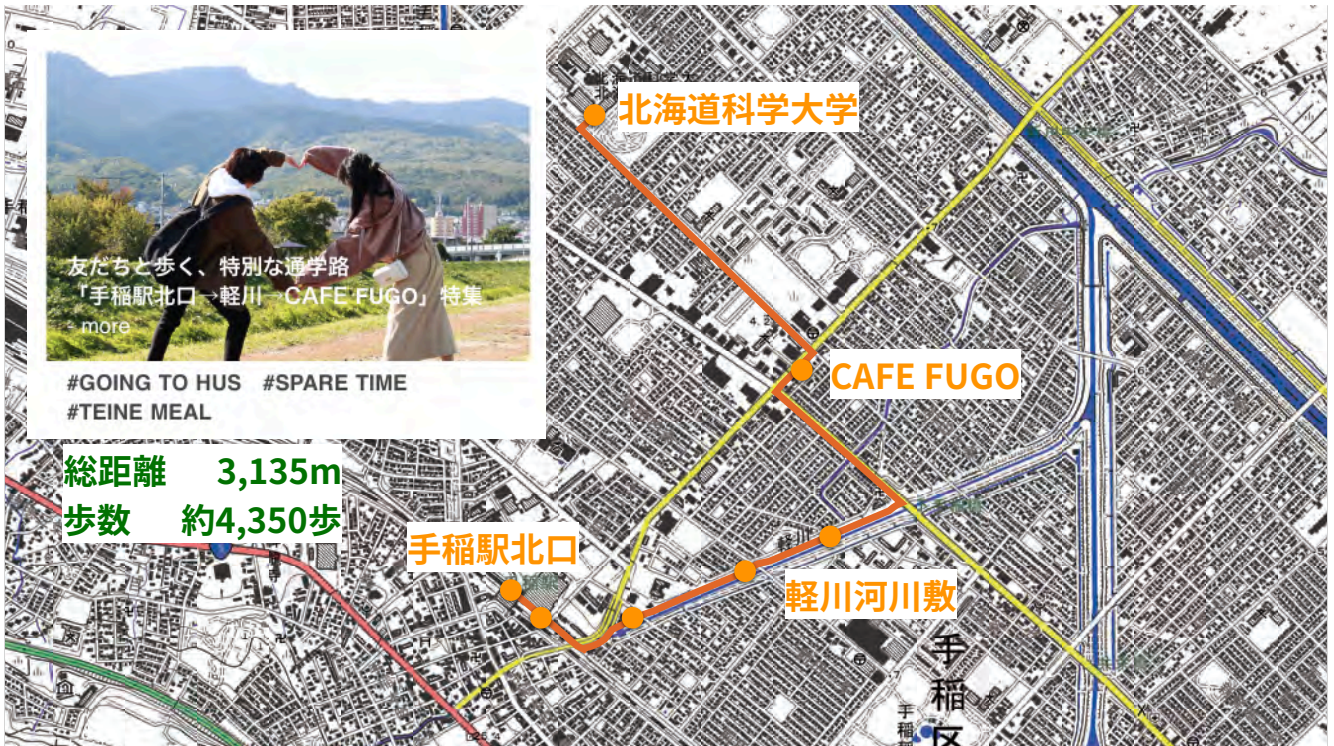 友だちと歩く、特別な通学路
「手稲駅北口→軽川→CAFE FUGO」特集
- more
#GOING TO HUS #SPARE TIME
#TEINE MEAL
総距離 3,135m
歩数 約4,350歩
北海道科学大学
CAFE FUGO
手稲駅北口
軽川
軽川河川敷
手
稲
区
手
稲